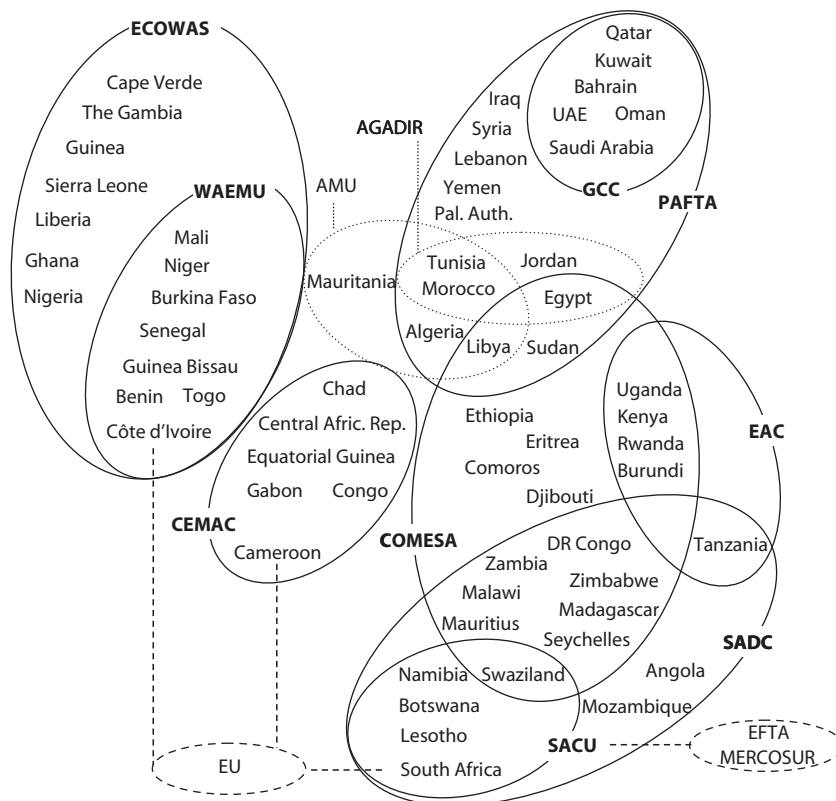 ECOWAS
Cape Verde
The Gambia
Guinea
Sierra Leone
Liberia
Ghana
Nigeria
WAEMU
Mali
Niger
Burkina Faso
Senegal
Guinea Bissau
Benin Togo
Côte d'Ivoire
AMU
Mauritania
AGADIR
Iraq
Syria
Lebanon
Yemen
Pal. Auth.
Qatar
Kuwait
Bahrain
UAE Oman
Saudi Arabia
GCC
PAFTA
Tunisia
Morocco
Jordan
Egypt
Algeria
Libya
Sudan
Chad
Central Afric. Rep.
Equatorial Guinea
Gabon Congo
CEMAC
Cameroon
COMESA
Ethiopia
Eritrea
Comoros
Djibouti
Uganda
Kenya
Rwanda
Burundi
EAC
Tanzania
DR Congo
Zambia
Zimbabwe
Malawi
Madagascar
Mauritius
Seychelles
SADC
Angola
Mozambique
Namibia
Swaziland
Botswana
Lesotho
South Africa
SACU
EU
EFTA
MERCOSUR